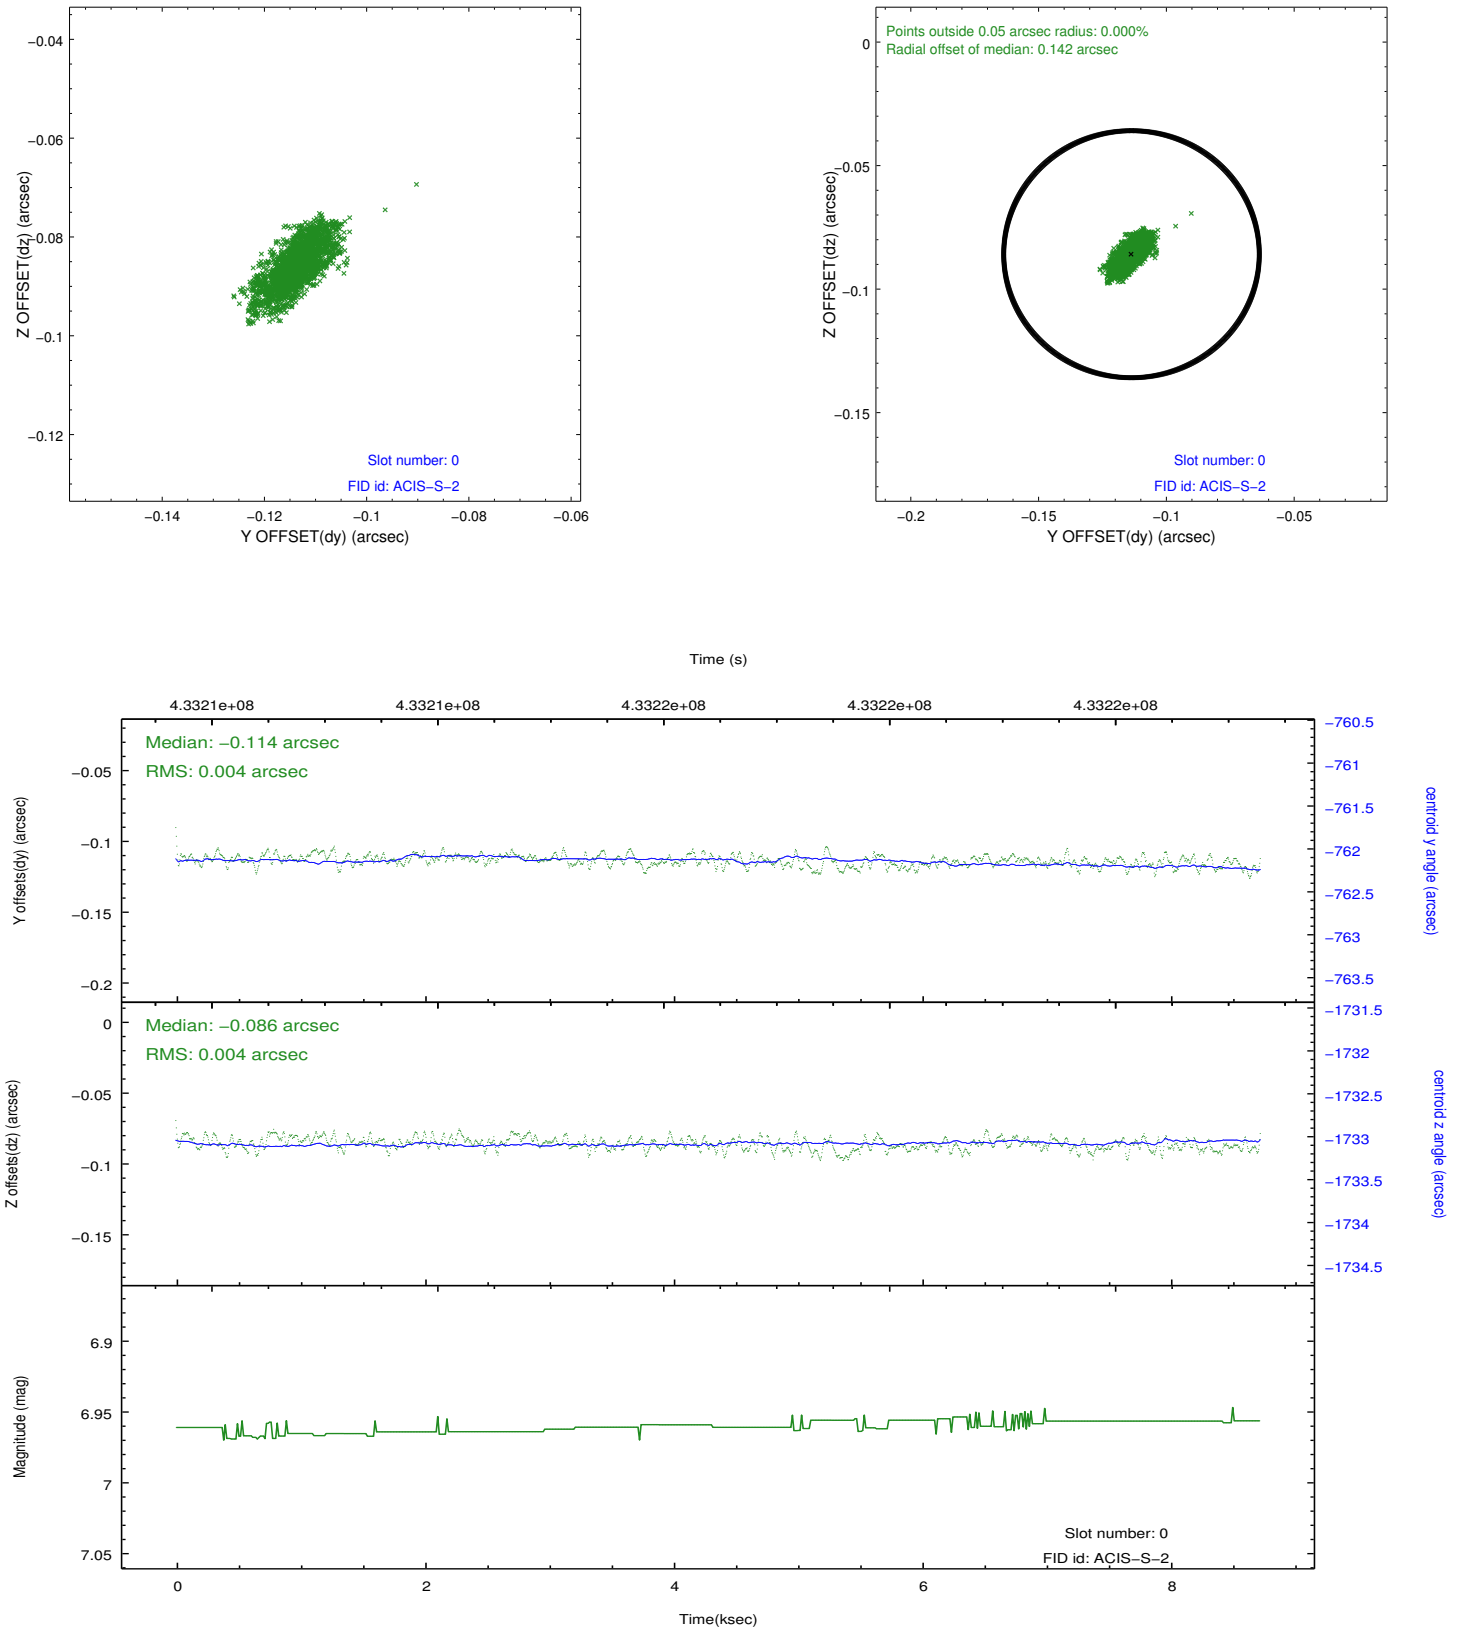 −0.04
−0.06
−0.08
−0.1
−0.12
Z OFFSET(dz) (arcsec)
Slot number: 0
FID id: ACIS−S−2
−0.14
−0.12
−0.1
−0.08
−0.06
Y OFFSET(dy) (arcsec)
Points outside 0.05 arcsec radius: 0.000%
Radial offset of median: 0.142 arcsec
0
−0.05
−0.1
−0.15
Z OFFSET(dz) (arcsec)
Slot number: 0
FID id: ACIS−S−2
−0.2
−0.15
−0.1
−0.05
Y OFFSET(dy) (arcsec)
Time (s)
4.3321e+08
4.3321e+08
4.3322e+08
4.3322e+08
4.3322e+08
Median: −0.114 arcsec
RMS: 0.004 arcsec
−0.05
−0.1
−0.15
−0.2
Y offsets(dy) (arcsec)
−760.5
−761
−761.5
−762
−762.5
−763
−763.5
centroid y angle (arcsec)
Median: −0.086 arcsec
RMS: 0.004 arcsec
0
−0.05
−0.1
−0.15
Z offsets(dz) (arcsec)
−1731.5
−1732
−1732.5
−1733
−1733.5
−1734
−1734.5
centroid z angle (arcsec)
6.9
6.95
7
7.05
Magnitude (mag)
Slot number: 0
FID id: ACIS−S−2
0
2
4
6
8
Time(ksec)